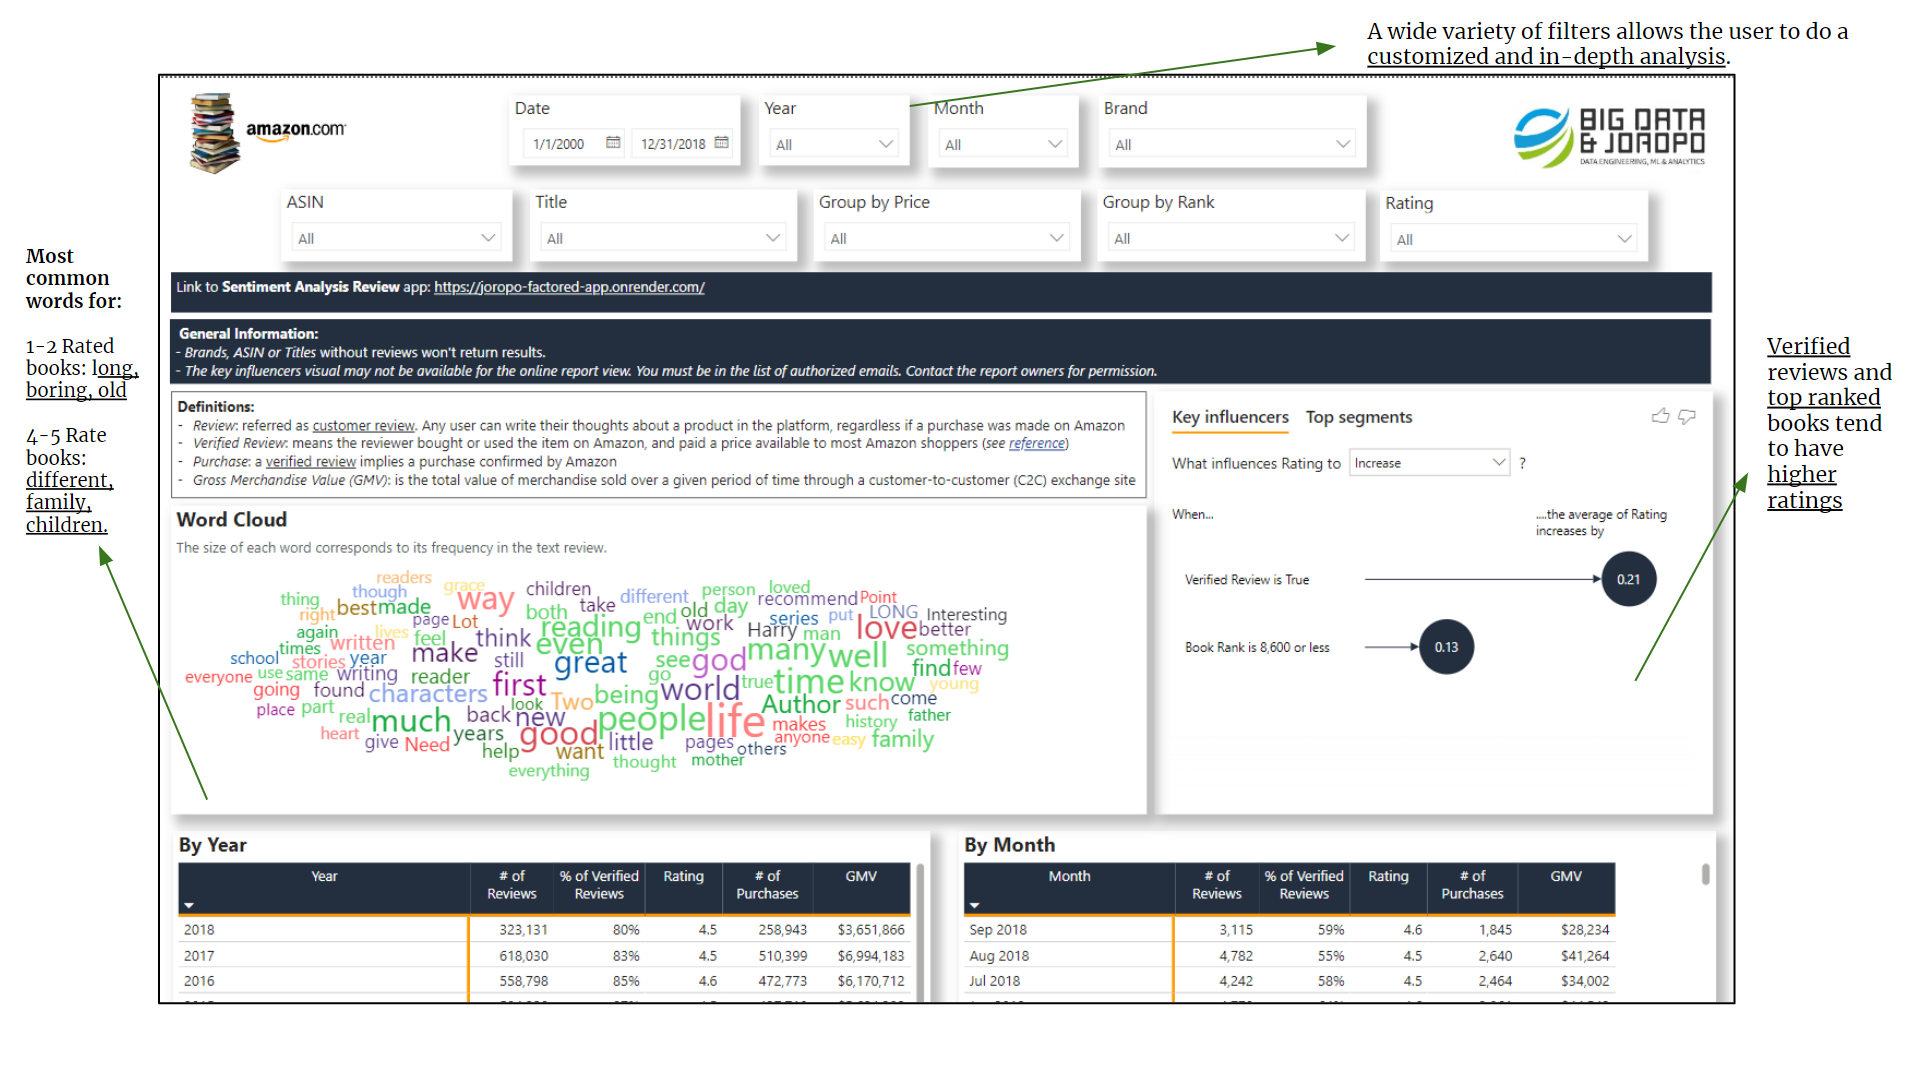 A wide variety of filters allows the user to do a
customized and in-depth analysis.
amazon.com
Date
1/1/2000
12/31/2018
Year
All
Month
All
Brand
All
BIG DATA
& JOROPO
DATA ENGINEERING, ML & ANALYTICS
ASIN
All
Title
All
Group by Price
All
Group by Rank
All
Rating
All
Most
common
words for:
1-2 Rated
books: long,
boring, old
4-5 Rate
books:
different,
family,
children.
Link to Sentiment Analysis Review app: https://joropo-factored-app.onrender.com/
General Information:
- Brands, ASIN or Titles without reviews won't return results.
- The key influencers visual may not be available for the online report view. You must be in the list of authorized emails. Contact the report owners for permission.
Definitions:
- Review: referred as customer review. Any user can write their thoughts about a product in the platform, regardless if a purchase was made on Amazon
- Verified Review: means the reviewer bought or used the item on Amazon, and paid a price available to most Amazon shoppers (see reference)
- Purchase: a verified review implies a purchase confirmed by Amazon
- Gross Merchandise Value (GMV): is the total value of merchandise sold over a given period of time through a customer-to-customer (C2C) exchange site
Key influencers Top segments
What influences Rating to Increase ?
When...
....the average of Rating
increases by
Verified Review is True
0.21
Book Rank is 8,600 or less
0.13
Verified
reviews and
top ranked
books tend
to have
higher
ratings
Word Cloud
The size of each word corresponds to its frequency in the text review.
readers
though grace children different person loved
thing way recommend Point
right best made both take end old day series put LONG Interesting
page Lot reading work
again lives feel think even things Harry man love better
times written
school stories year make still great see god many well something
everyone use same writing reader go find few
going found characters first look Two being world true time know young
place part real much back new good people life Author such come
makes history father
heart give Need years help want little pages others anyone easy family
everything thought mother
By Year
Year # of Reviews % of Verified Reviews Rating # of Purchases GMV
2018 323,131 80% 4.5 258,943 $3,651,866
2017 618,030 83% 4.5 510,399 $6,994,183
2016 558,798 85% 4.6 472,773 $6,170,712
By Month
Month # of Reviews % of Verified Reviews Rating # of Purchases GMV
Sep 2018 3,115 59% 4.6 1,845 $28,234
Aug 2018 4,782 55% 4.5 2,640 $41,264
Jul 2018 4,242 58% 4.5 2,464 $34,002